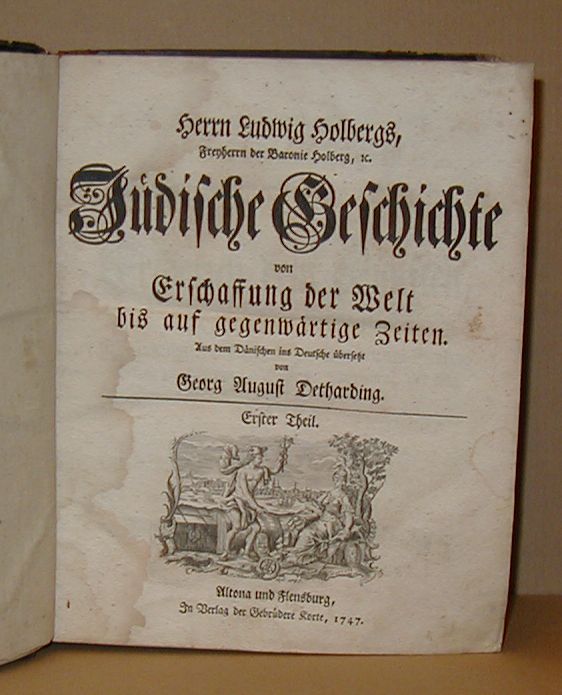 Herrn Ludwig Holbergs,
Freyherrn der Baronie Holberg, ꝛc.
Jüdische Geschichte
von
Erschaffung der Welt
bis auf gegenwärtige Zeiten.
Aus dem Dänischen ins Deutsche übersetzt
von
Georg August Detharding.
Erster Theil.
Altona und Flensburg,
In Verlag der Gebrüdere Korte, 1747.